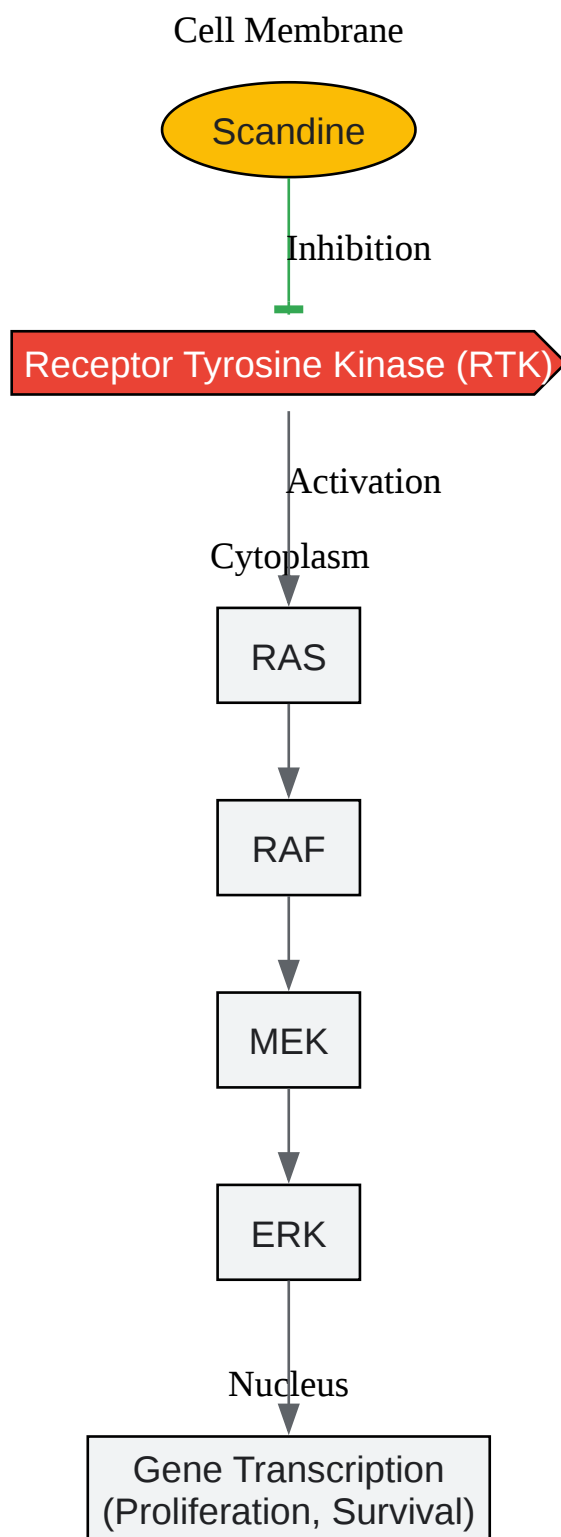 Cell Membrane
Scandine
Inhibition
Receptor Tyrosine Kinase (RTK)
Activation
Cytoplasm
RAS
RAF
MEK
ERK
Nucleus
Gene Transcription
(Proliferation, Survival)